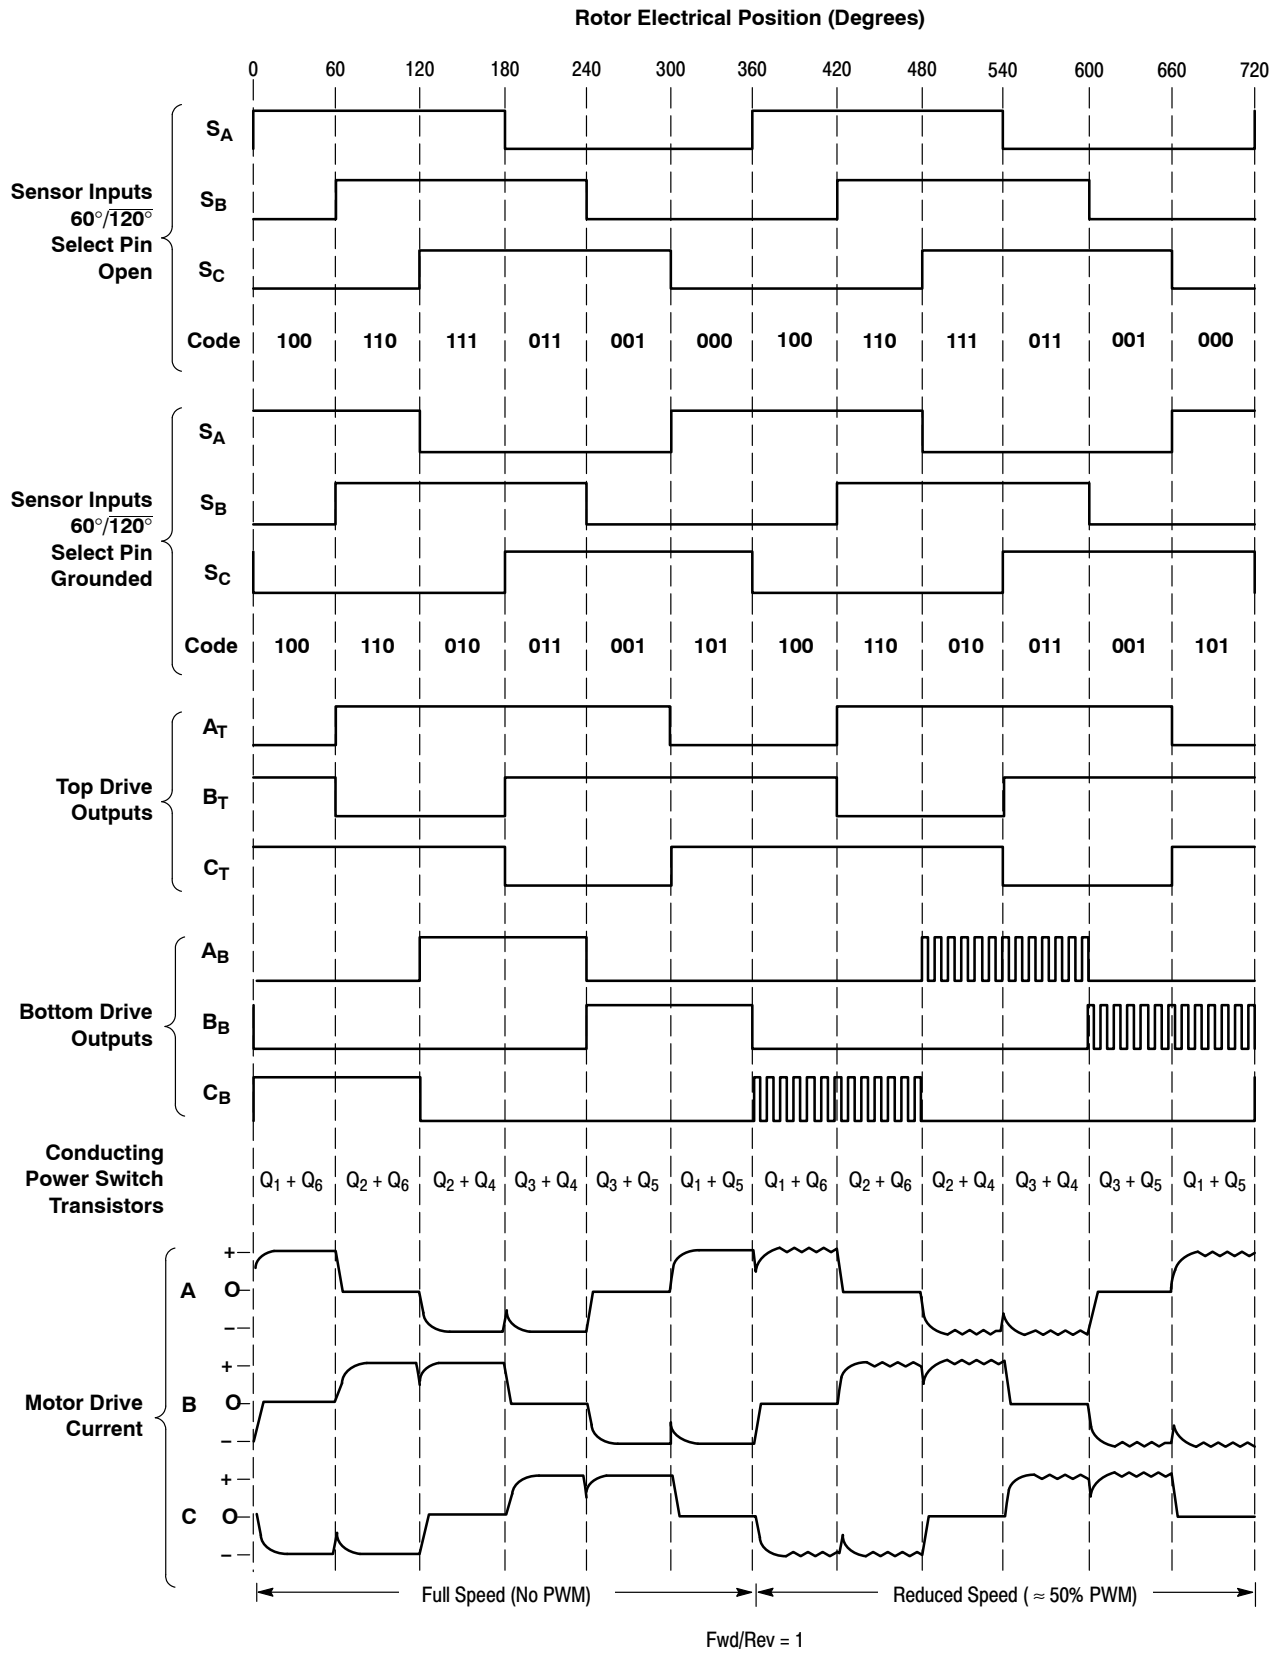 Rotor Electrical Position (Degrees)
0 60 120 180 240 300 360 420 480 540 600 660 720
Sensor Inputs
60°/120°
Select Pin
Open
SA
SB
SC
Code 100 110 111 011 001 000 100 110 111 011 001 000
Sensor Inputs
60°/120°
Select Pin
Grounded
SA
SB
SC
Code 100 110 010 011 001 101 100 110 010 011 001 101
Top Drive
Outputs
AT
BT
CT
Bottom Drive
Outputs
AB
BB
CB
Conducting
Power Switch
Transistors
Q1 + Q6 Q2 + Q6 Q2 + Q4 Q3 + Q4 Q3 + Q5 Q1 + Q5 Q1 + Q6 Q2 + Q6 Q2 + Q4 Q3 + Q4 Q3 + Q5 Q1 + Q5
Motor Drive
Current
+
A O
–
+
B O
–
+
C O
–
Full Speed (No PWM) Reduced Speed ( ≈ 50% PWM)
Fwd/Rev = 1